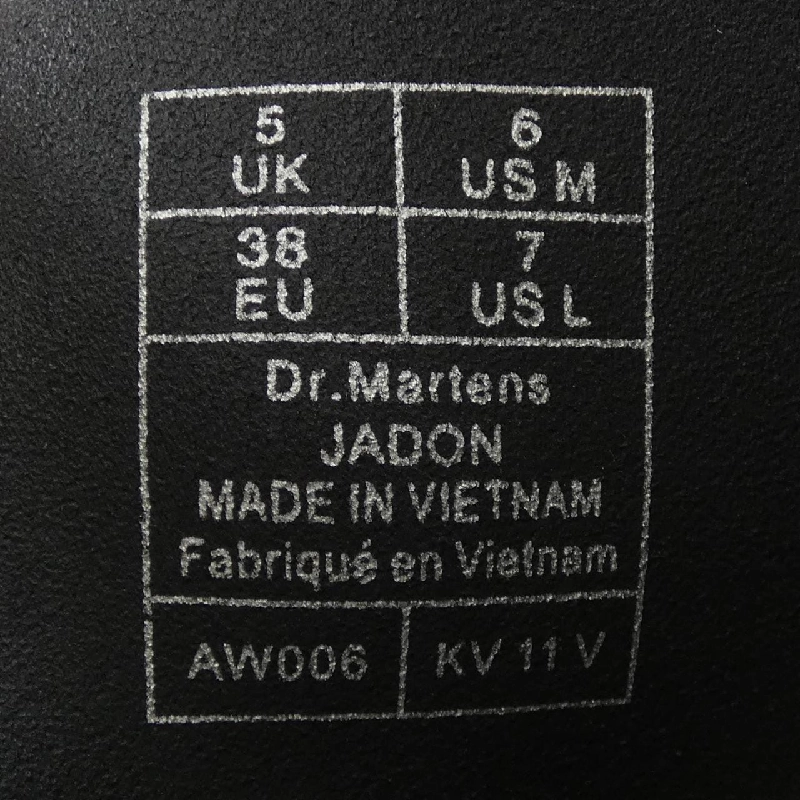 5
UK
6
US M
38
EU
7
US L
Dr.Martens
JADON
MADE IN VIETNAM
Fabriqué en Vietnam
AW006
KV 11 V